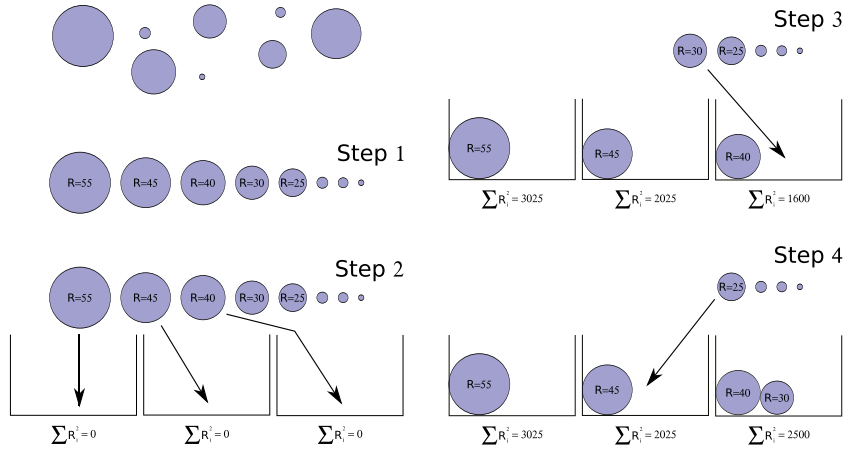 Step 1
R=55 R=45 R=40 R=30 R=25
Step 2
R=55 R=45 R=40 R=30 R=25
∑R_i^2=0 ∑R_i^2=0 ∑R_i^2=0
Step 3
R=30 R=25
R=55 R=45 R=40
∑R_i^2=3025 ∑R_i^2=2025 ∑R_i^2=1600
Step 4
R=25
R=55 R=45 R=40 R=30
∑R_i^2=3025 ∑R_i^2=2025 ∑R_i^2=2500